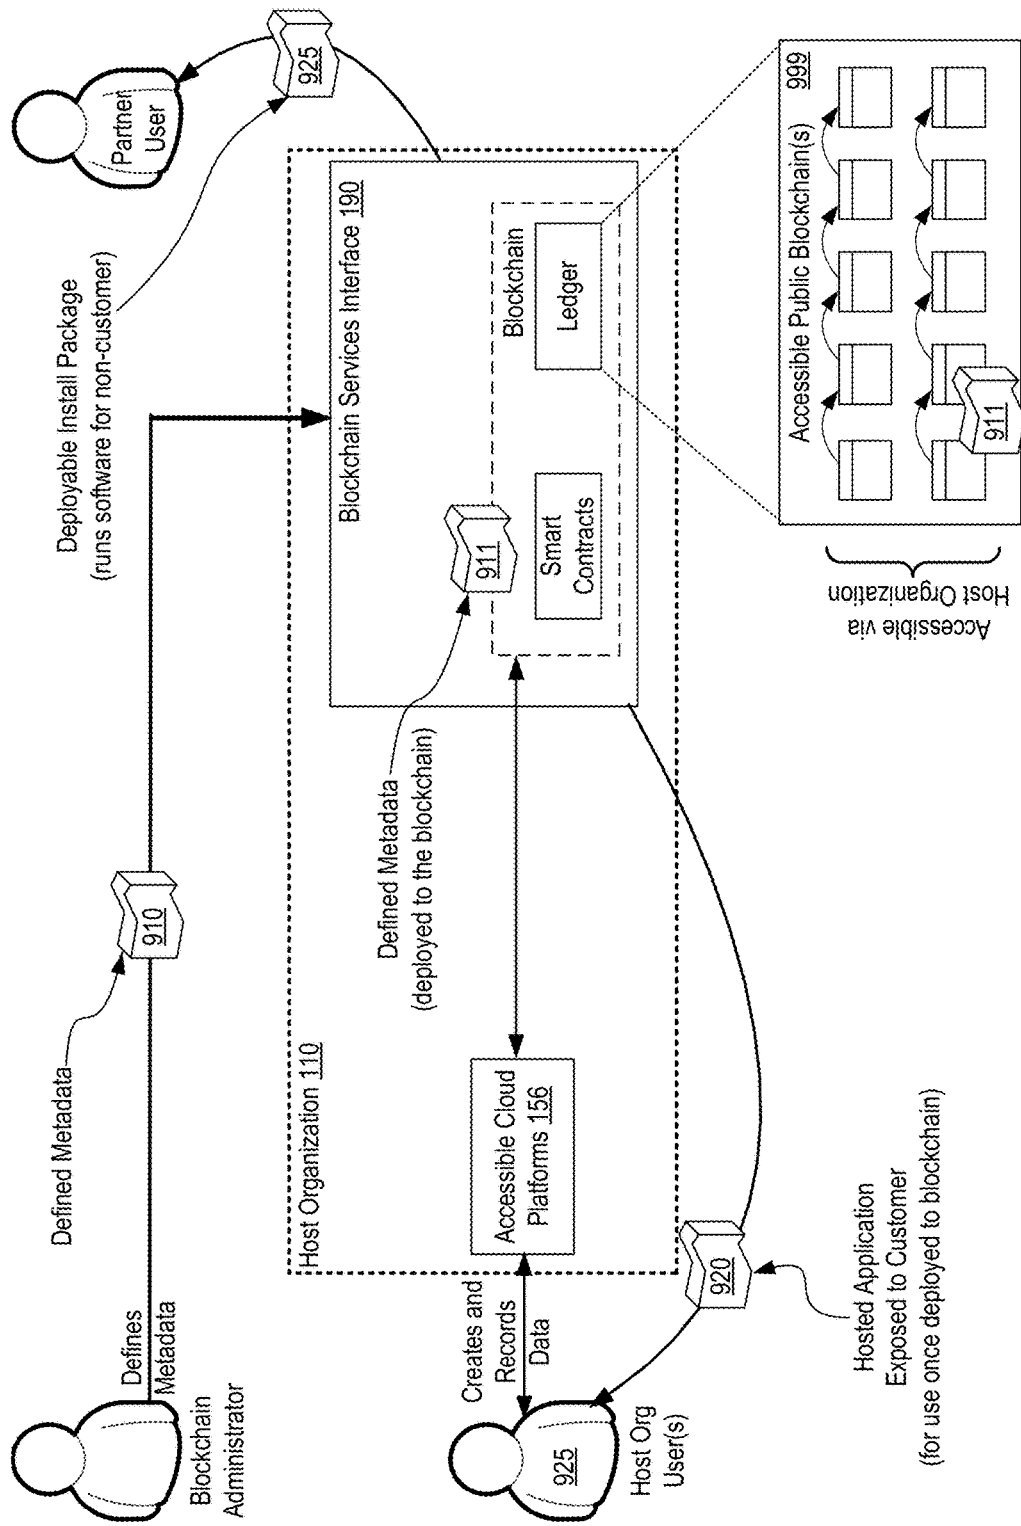 Blockchain
Administrator
Defines
Metadata
Defined Metadata
910
Deployable Install Package
(runs software for non-customer)
Partner
User
925
Host Organization 110
Blockchain Services Interface 190
Defined Metadata
(deployed to the blockchain)
911
Blockchain
Smart
Contracts
Ledger
Accessible Cloud
Platforms 156
Creates and
Records
Data
925
Host Org
User(s)
920
Hosted Application
Exposed to Customer
(for use once deployed to blockchain)
Accessible via
Host Organization
Accessible Public Blockchain(s) 999
911